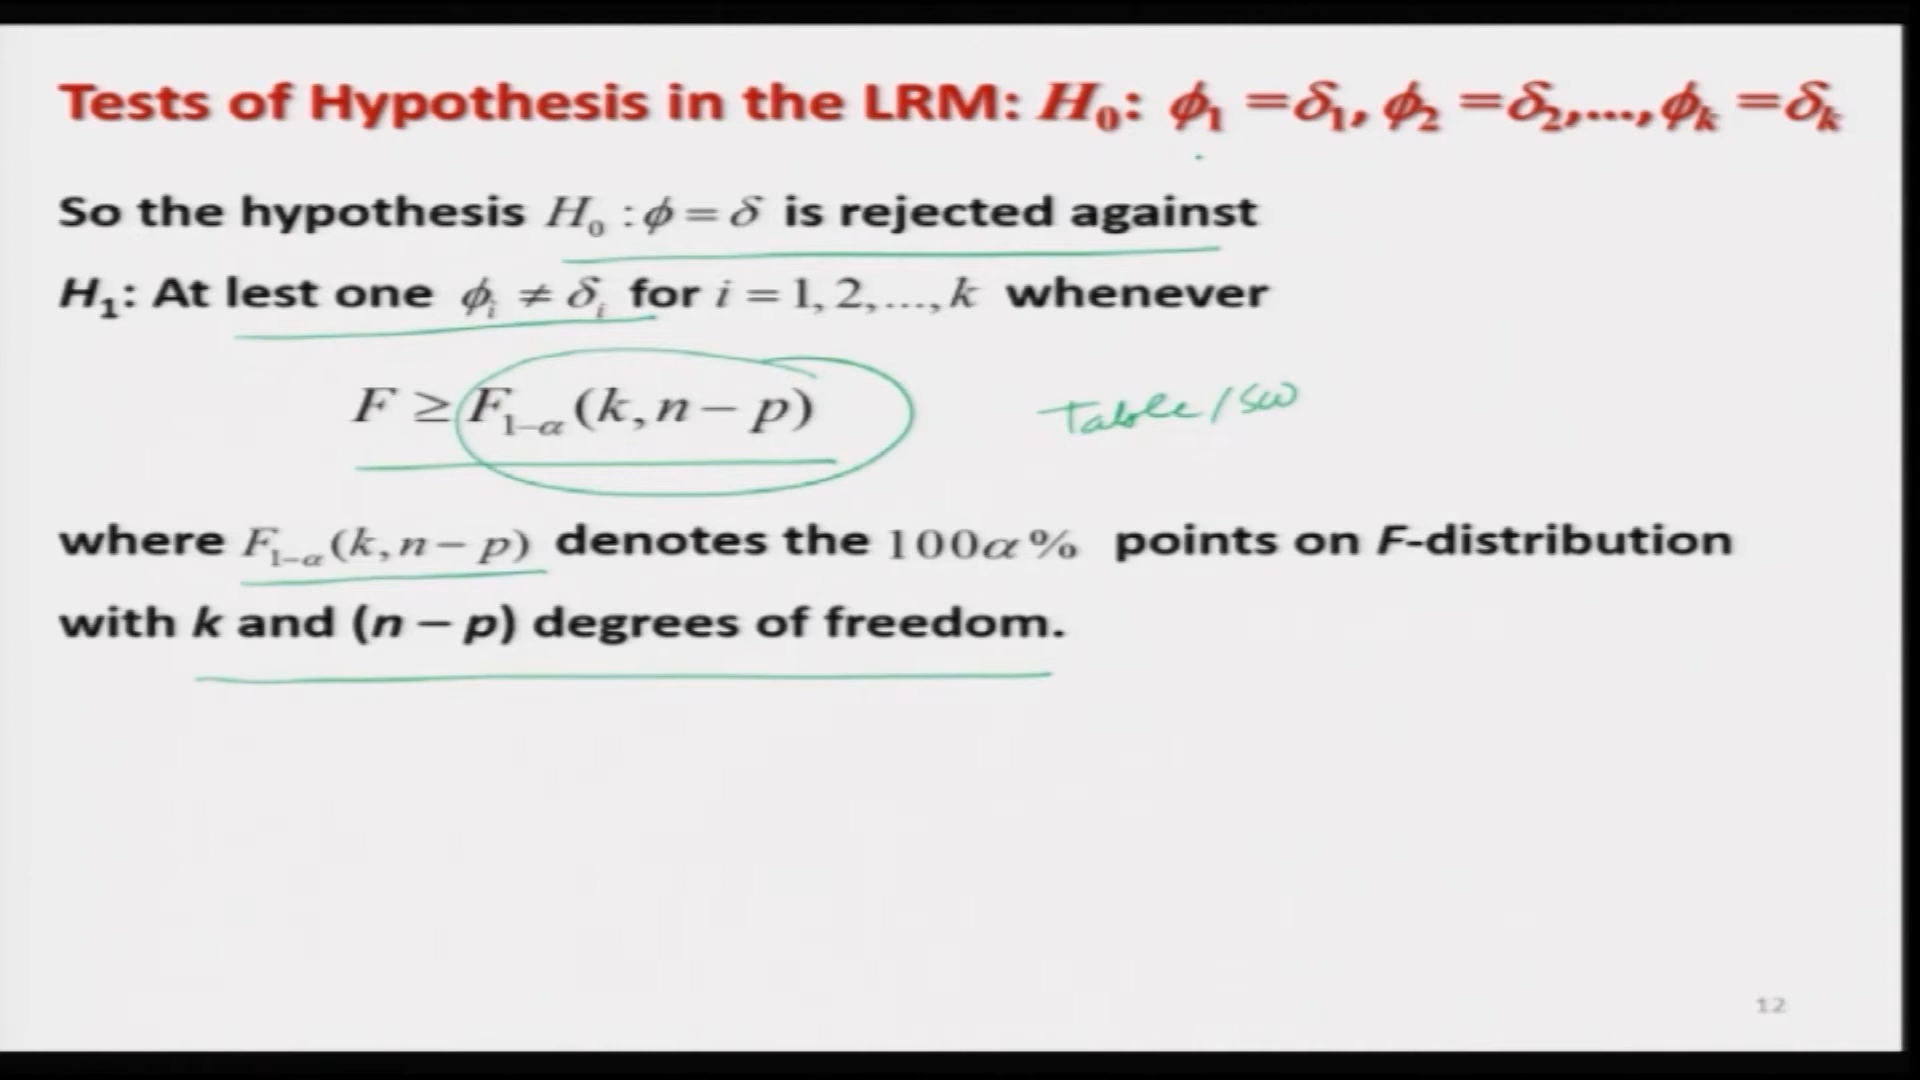 Tests of Hypothesis in the LRM: H₀: ϕ₁ =δ₁, ϕ₂ =δ₂,..., ϕₖ =δₖ
So the hypothesis H₀ : ϕ = δ is rejected against
H₁: At lest one ϕᵢ ≠ δᵢ for i = 1, 2, ..., k whenever
F ≥ F₁₋α (k, n − p) Table / SW
where F₁₋α (k, n − p) denotes the 100α% points on F-distribution
with k and (n – p) degrees of freedom.
12